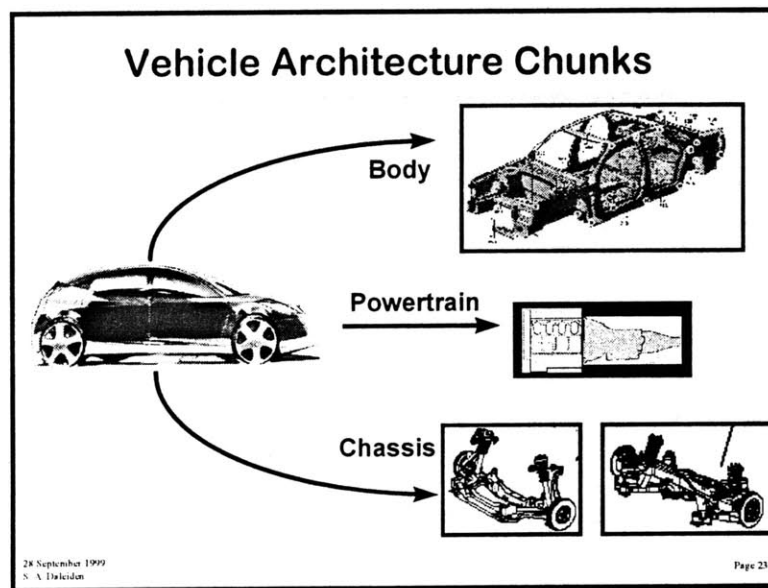 Vehicle Architecture Chunks
Body
Powertrain
Chassis
28 September 1999
S. A. Daleiden
Page 23